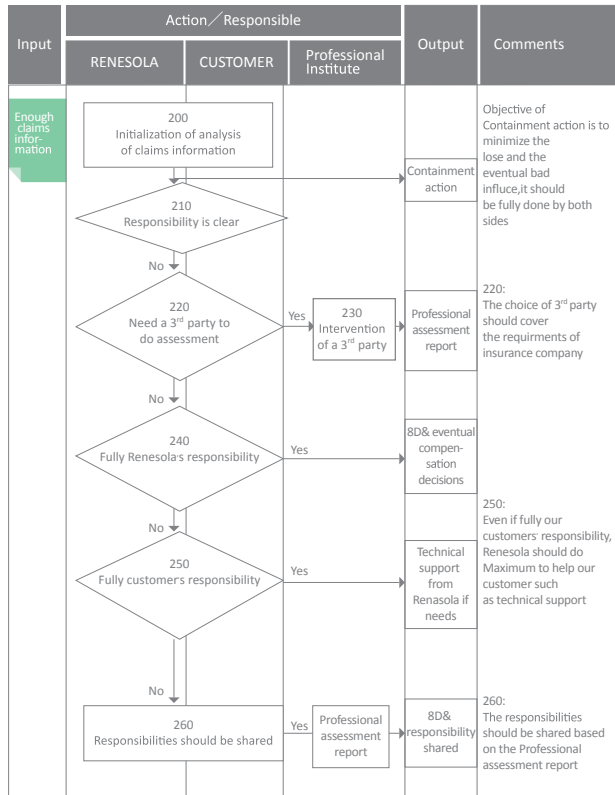 Input
Action／Responsible
RENESOLA
CUSTOMER
Professional
Institute
Output
Comments
Enough
claims
infor-
mation
200
Initialization of analysis
of claims information
Containment
action
Objective of
Containment action is to
minimize the
lose and the
eventual bad
influce,it should
be fully done by both
sides
210
Responsibility is clear
No
220
Need a 3rd party to
do assessment
Yes
230
Intervention
of a 3rd party
Professional
assessment
report
220:
The choice of 3rd party
should cover
the requirments of
insurance company
No
240
Fully Renesola's responsibility
Yes
8D& eventual
compen-
sation
decisions
No
250
Fully customer's responsibility
Yes
Technical
support
from
Renasola if
needs
250:
Even if fully our
customers' responsibility,
Renesola should do
Maximum to help our
customer such
as technical support
No
260
Responsibilities should be shared
Yes
Professional
assessment
report
8D&
responsibility
shared
260:
The responsibilities
should be shared based
on the Professional
assessment report